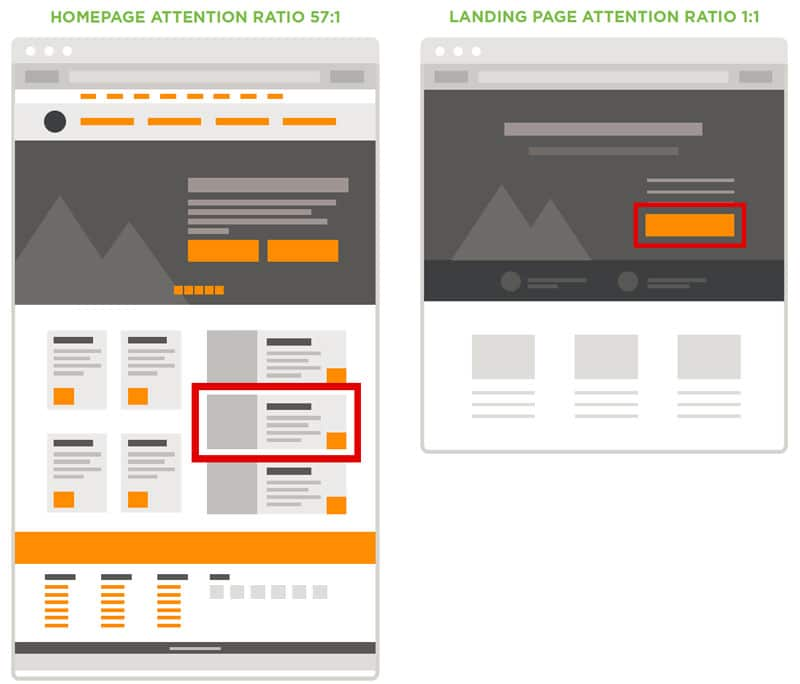 HOMEPAGE ATTENTION RATIO 57:1
LANDING PAGE ATTENTION RATIO 1:1